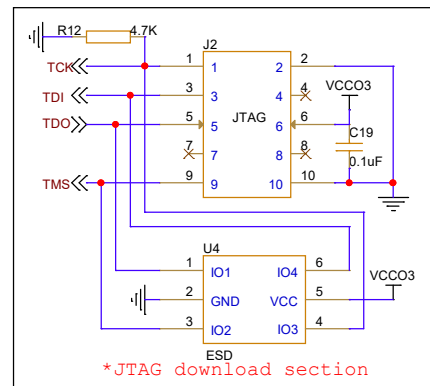 R12 4.7K
J2
TCK 1 1 2 2
VCCO3
TDI 3 3 4 4
TDO 5 5 JTAG 6 6
C19
7 7 8 8 0.1uF
TMS 9 9 10 10
U4
1 IO1 IO4 6
VCCO3
2 GND VCC 5
3 IO2 IO3 4
ESD
*JTAG download section